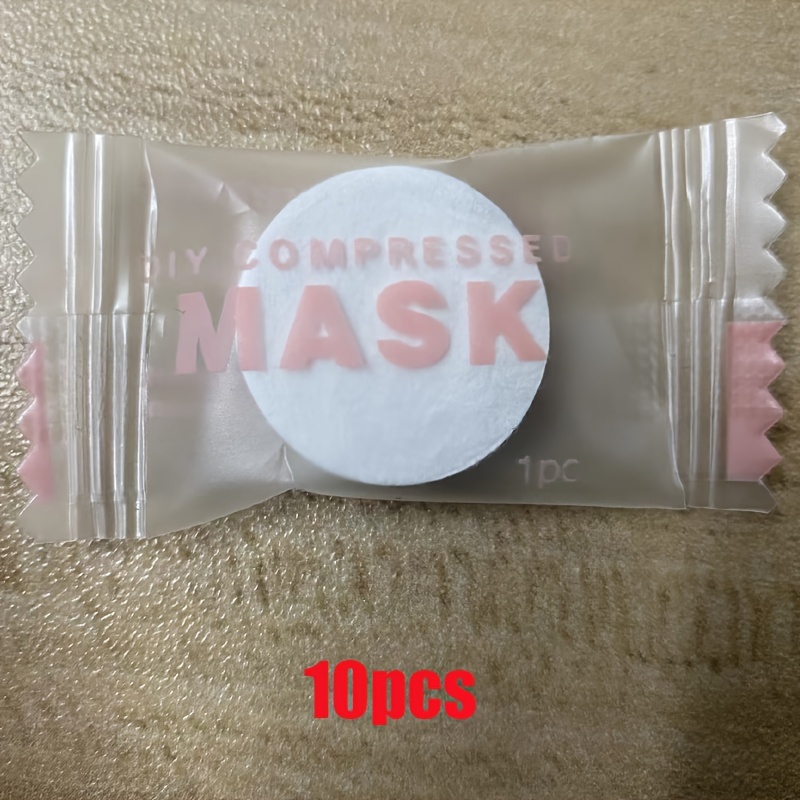 DIY COMPRESSED
MASK
1pc
10pcs